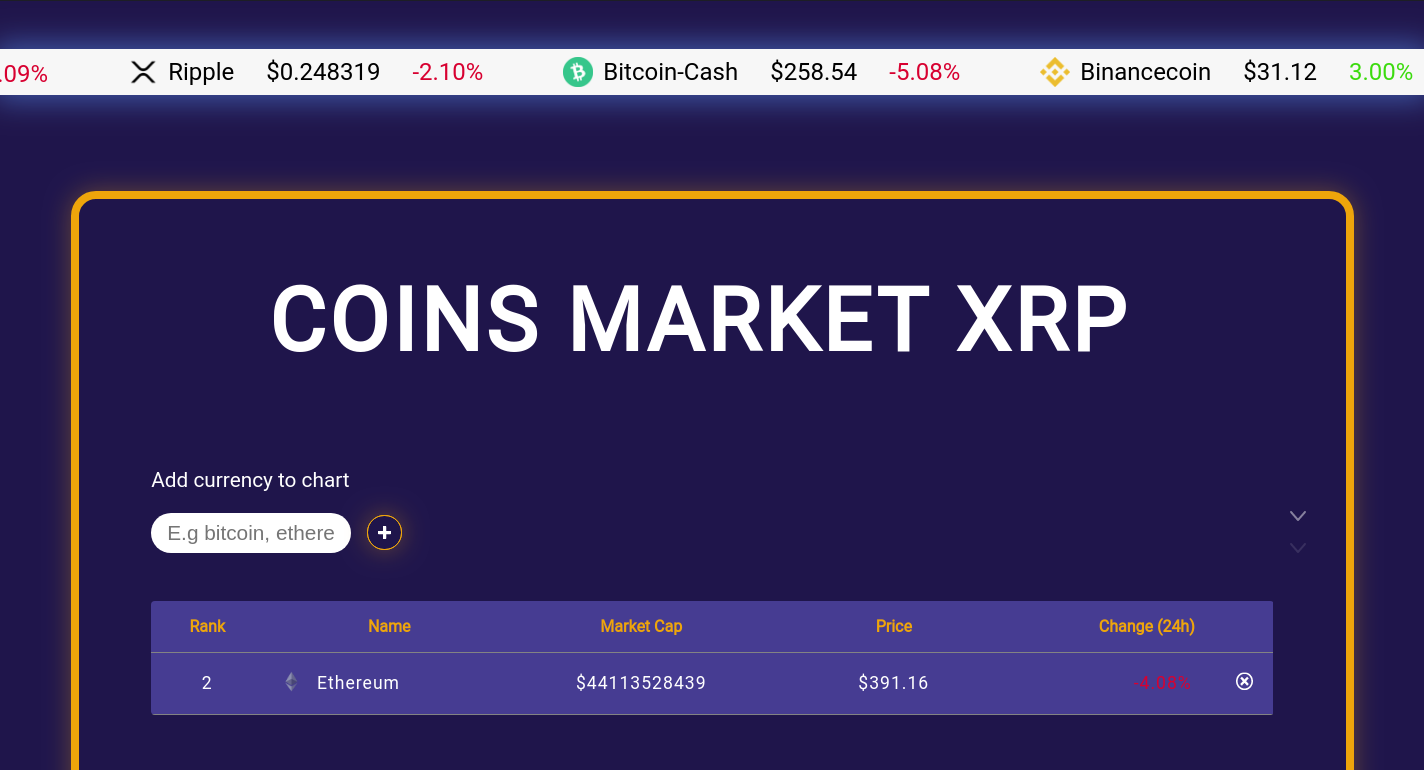 .09% Ripple $0.248319 -2.10% Bitcoin-Cash $258.54 -5.08% Binancecoin $31.12 3.00%
COINS MARKET XRP
Add currency to chart
E.g bitcoin, ethere
Rank Name Market Cap Price Change (24h)
2 Ethereum $44113528439 $391.16 -4.08%